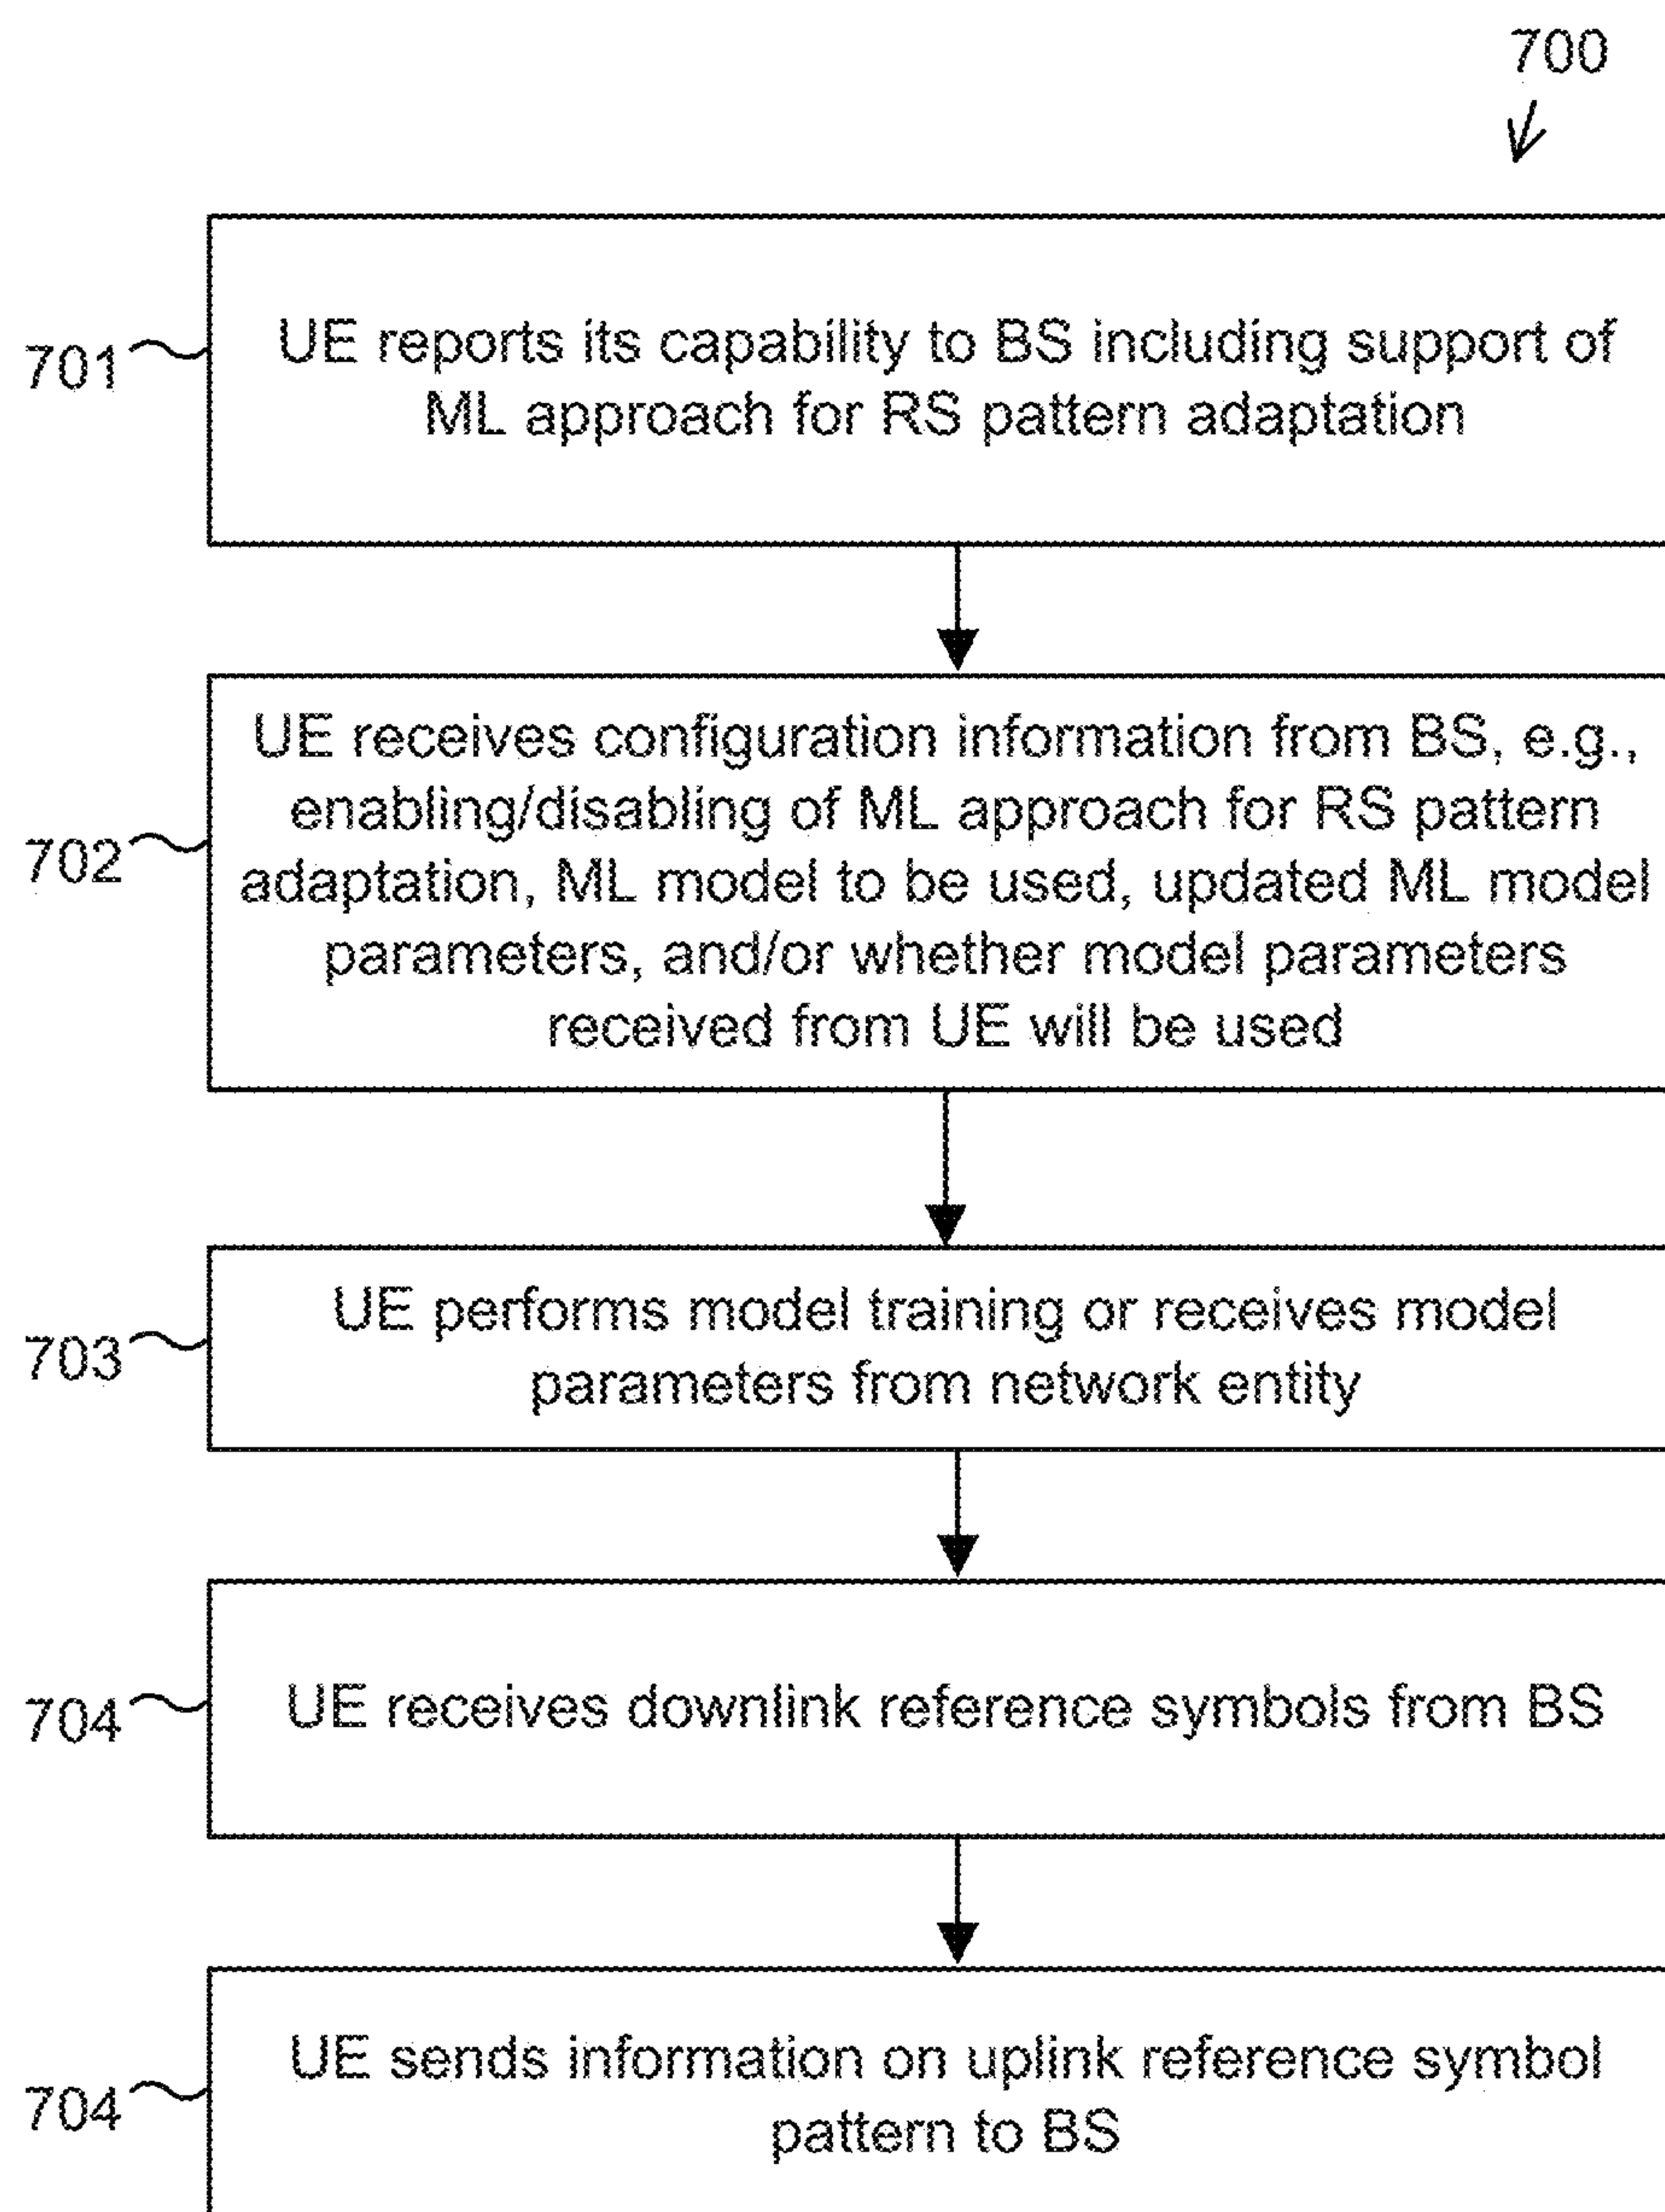 700
701
UE reports its capability to BS including support of
ML approach for RS pattern adaptation
702
UE receives configuration information from BS, e.g.,
enabling/disabling of ML approach for RS pattern
adaptation, ML model to be used, updated ML model
parameters, and/or whether model parameters
received from UE will be used
703
UE performs model training or receives model
parameters from network entity
704
UE receives downlink reference symbols from BS
704
UE sends information on uplink reference symbol
pattern to BS